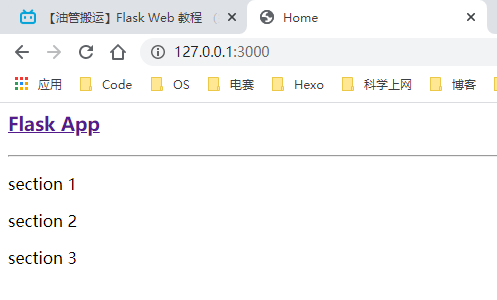 【油管搬运】Flask Web 教程 （ Home
127.0.0.1:3000
应用 Code OS 电赛 Hexo 科学上网 博客
Flask App
section 1
section 2
section 3